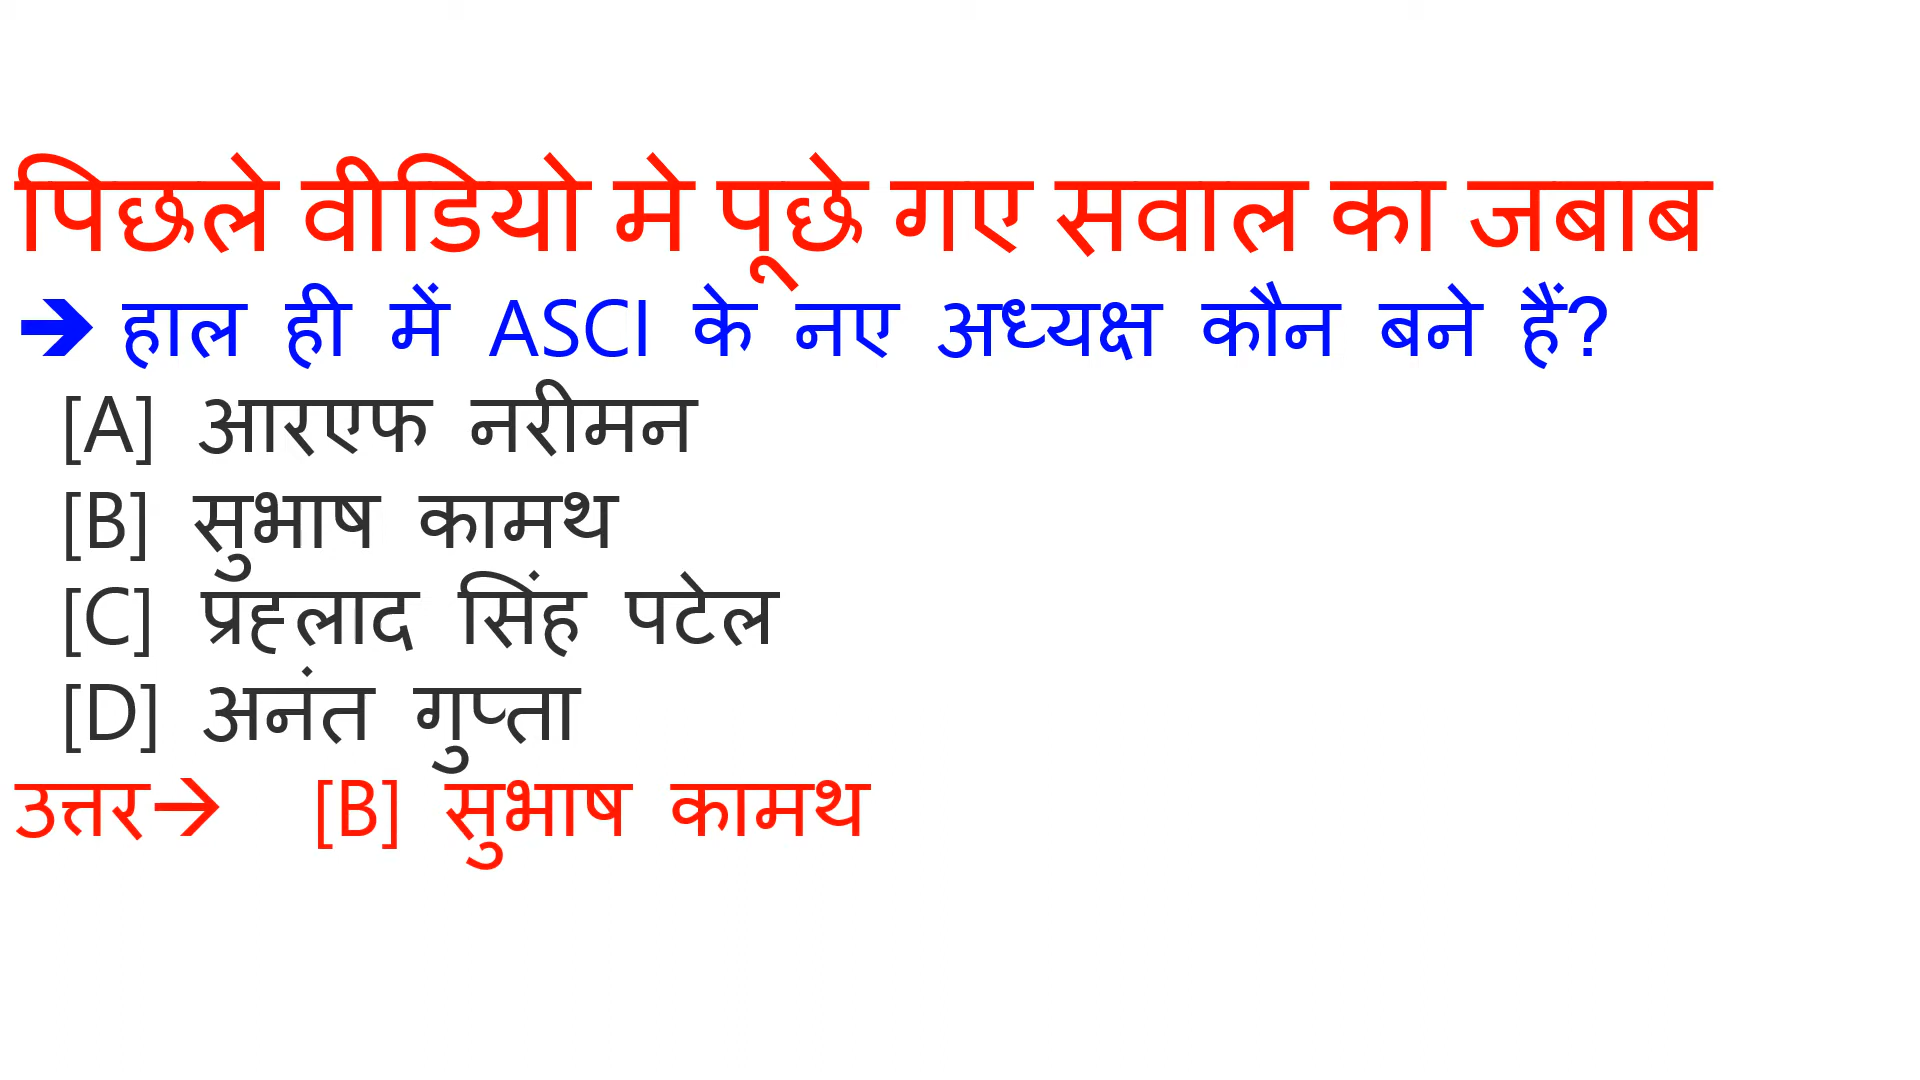 पिछले वीडियो मे पूछे गए सवाल का जबाब
➔ हाल ही में ASCI के नए अध्यक्ष कौन बने हैं?
[A] आरएफ नरीमन
[B] सुभाष कामथ
[C] प्रह्लाद सिंह पटेल
[D] अनंत गुप्ता
उत्तर→ [B] सुभाष कामथ